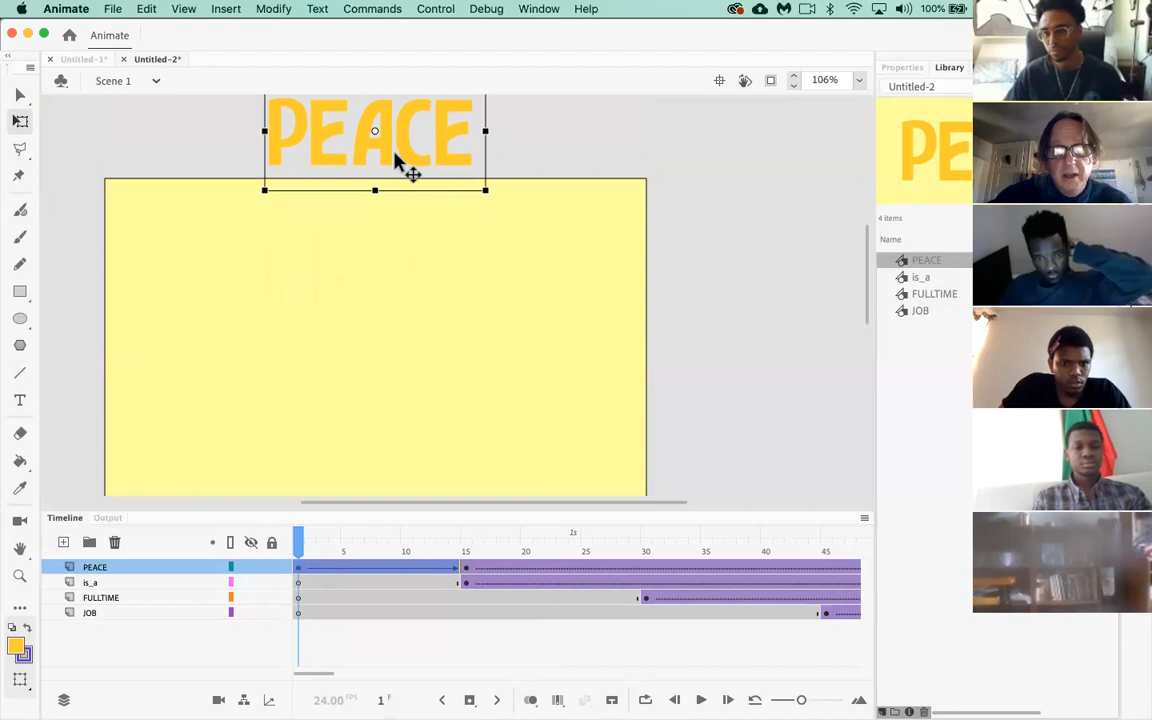 Animate File Edit View Insert Modify Text Commands Control Debug Window Help 100%
Animate
Untitled-1* Untitled-2*
Scene 1 106%
Properties Library
Untitled-2
PEACE
4 items
Name
PEACE
is_a
FULLTIME
JOB
Timeline Output
1s
5 10 15 20 25 30 35 40 45
PEACE
is_a
FULLTIME
JOB
24.00 FPS 1 F